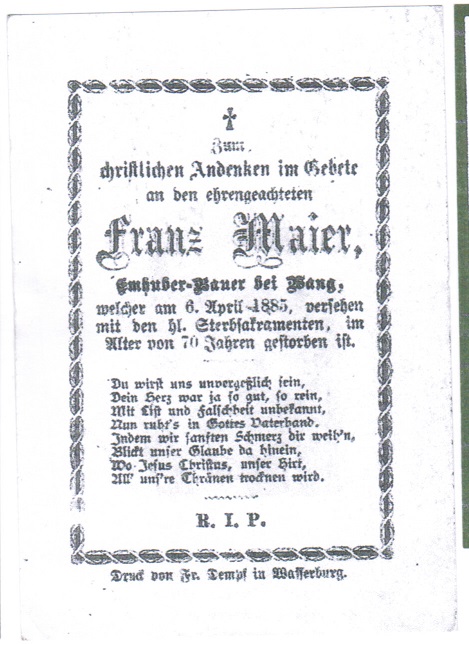 Zum
christlichen Andenken im Gebete
an den ehrengeachteten
Franz Maier,
Emhuber-Bauer bei Pang,
welcher am 6. April 1885, versehen
mit den hl. Sterbsakramenten, im
Alter von 70 Jahren gestorben ist.
Du wirst uns unvergeßlich sein,
Dein Herz war ja so gut, so rein,
Mit List und Falschheit unbekannt,
Nun ruht's in Gottes Vaterhand.
Indem wir sanften Schmerz dir weih'n,
Blickt unser Glaube da hinein,
Wo Jesus Christus, unser Hirt,
All' uns're Thränen trocknen wird.
R. I. P.
Druck von Fr. Tempf in Wasserburg.